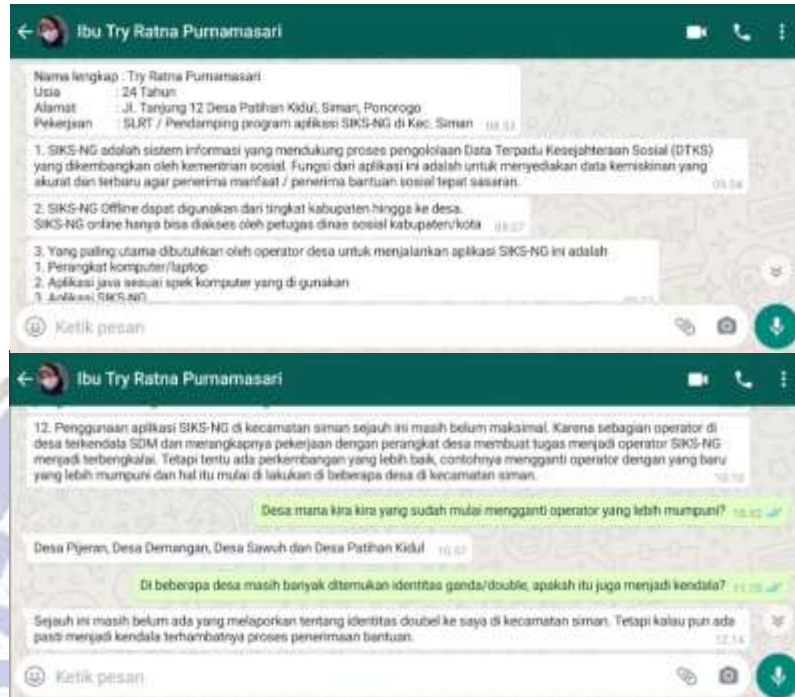 Ibu Try Ratna Purnamasari
Nama lengkap : Try Ratna Purnamasari
Usia : 24 Tahun
Alamat : Jl. Tanjung 12 Desa Patihan Kidul, Siman, Ponorogo
Pekerjaan : SLRT / Pendamping program aplikasi SIKS-NG di Kec. Siman
1. SIKS-NG adalah sistem informasi yang mendukung proses pengololaan Data Terpadu Kesejahteraan Sosial (DTKS)
yang dikembangkan oleh kementrian sosial. Fungsi dari aplikasi ini adalah untuk menyediakan data kemiskinan yang
akurat dan terbaru agar penerima manfaat / penerima bantuan sosial tepat sasaran.
2. SIKS-NG Offline dapat digunakan dari tingkat kabupaten hingga ke desa.
SIKS-NG online hanya bisa diakses oleh petugas dinas sosial kabupaten/kota
3. Yang paling utama dibutuhkan oleh operator desa untuk menjalankan aplikasi SIKS-NG ini adalah
1. Perangkat komputer/laptop
2. Aplikasi java sesuai spek komputer yang di gunakan
3. Aplikasi SIKS-NG
Ketik pesan
Ibu Try Ratna Purnamasari
12. Penggunaan aplikasi SIKS-NG di kecamatan siman sejauh ini masih belum maksimal. Karena sebagian operator di
desa terkendala SDM dan merangkapnya pekerjaan dengan perangkat desa membuat tugas menjadi operator SIKS-NG
menjadi terbengkalai. Tetapi tentu ada perkembangan yang lebih baik, contohnya mengganti operator dengan yang baru
yang lebih mumpuni dan hal itu mulai di lakukan di beberapa desa di kecamatan siman.
Desa mana kira kira yang sudah mulai mengganti operator yang lebih mumpuni?
Desa Pijeran, Desa Demangan, Desa Sawuh dan Desa Patihan Kidul
Di beberapa desa masih banyak ditemukan identitas ganda/double, apakah itu juga menjadi kendala?
Sejauh ini masih belum ada yang melaporkan tentang identitas doubel ke saya di kecamatan siman. Tetapi kalau pun ada
pasti menjadi kendala terhambatnya proses penerimaan bantuan.
12.14
Ketik pesan